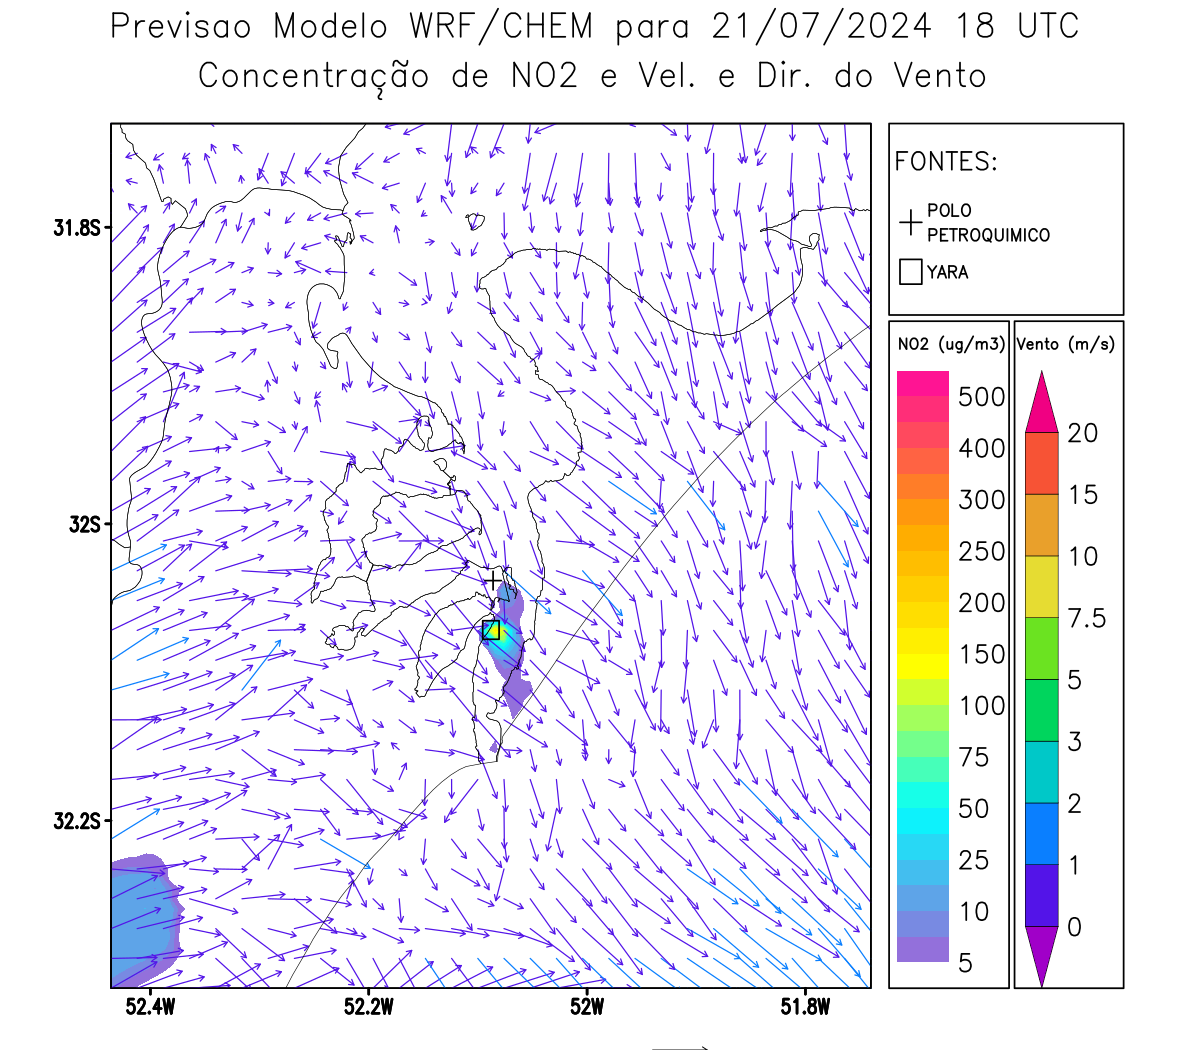 Previsao Modelo WRF/CHEM para 21/07/2024 18 UTC
Concentração de NO2 e Vel. e Dir. do Vento
FONTES:
POLO
PETROQUIMICO
YARA
NO2 (ug/m3)
500
400
300
250
200
150
100
75
50
25
10
5
Vento (m/s)
20
15
10
7.5
5
3
2
1
0
31.8S
32S
32.2S
52.4W
52.2W
52W
51.8W